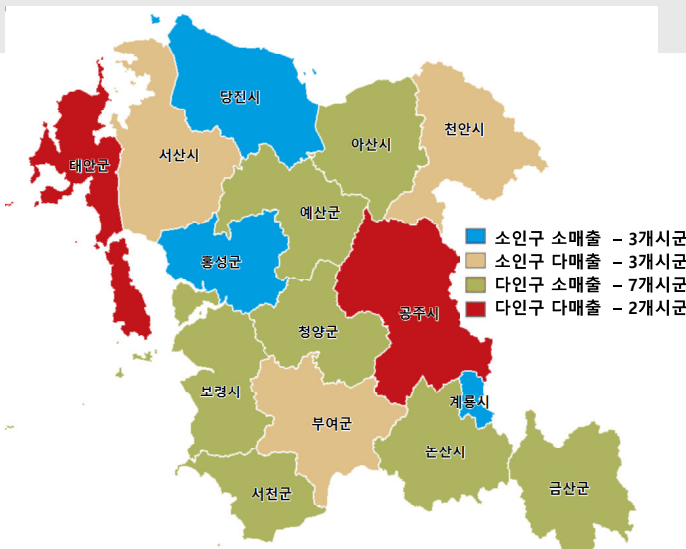 당진시
천안시
아산시
서산시
태안군
예산군
소인구 소매출 – 3개시군
소인구 다매출 – 3개시군
다인구 소매출 – 7개시군
다인구 다매출 – 2개시군
홍성군
공주시
청양군
보령시
계룡시
부여군
논산시
금산군
서천군